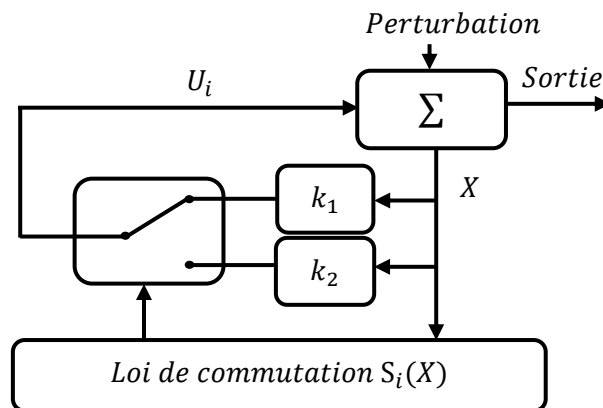 Perturbation
U_i
Sortie
Σ
X
k_1
k_2
Loi de commutation S_i(X)